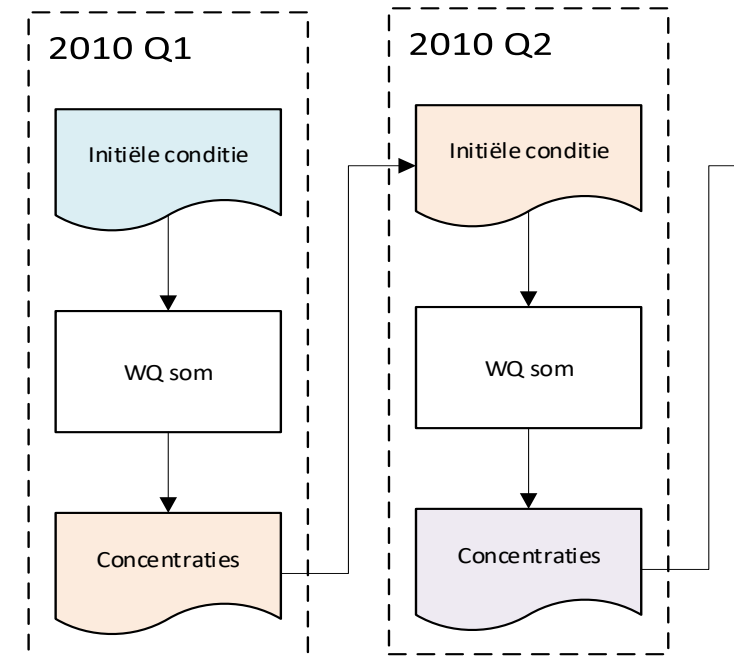 2010 Q1
Initiële conditie
WQ som
Concentraties
2010 Q2
Initiële conditie
WQ som
Concentraties